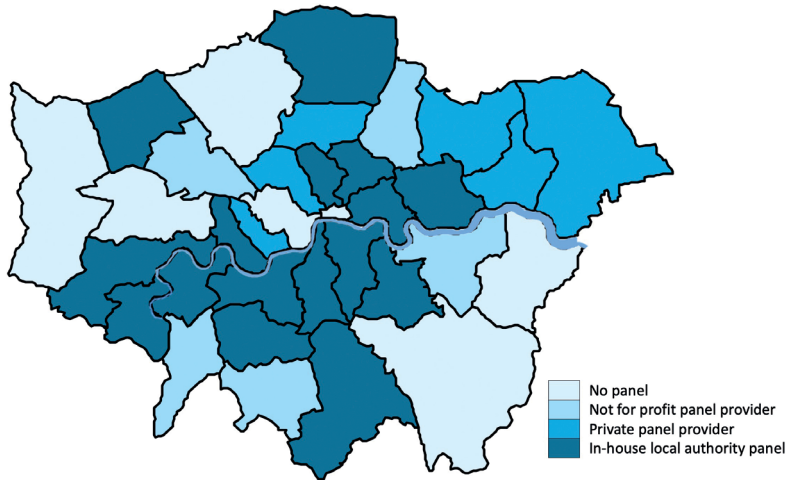 No panel
Not for profit panel provider
Private panel provider
In-house local authority panel